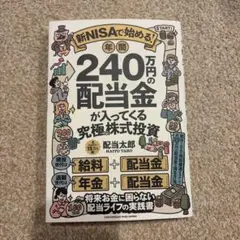 新NISAで始める!
年間
240万円の
配当金
が入ってくる
究極の株式投資
配当太郎
HAITO TARO
給料+配当金
年金+配当金
将来お金に困らない
配当ライフの実践書